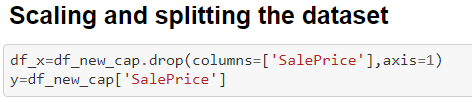 Scaling and splitting the dataset
df_x=df_new_cap.drop(columns=['SalePrice'],axis=1)
y=df_new_cap['SalePrice']